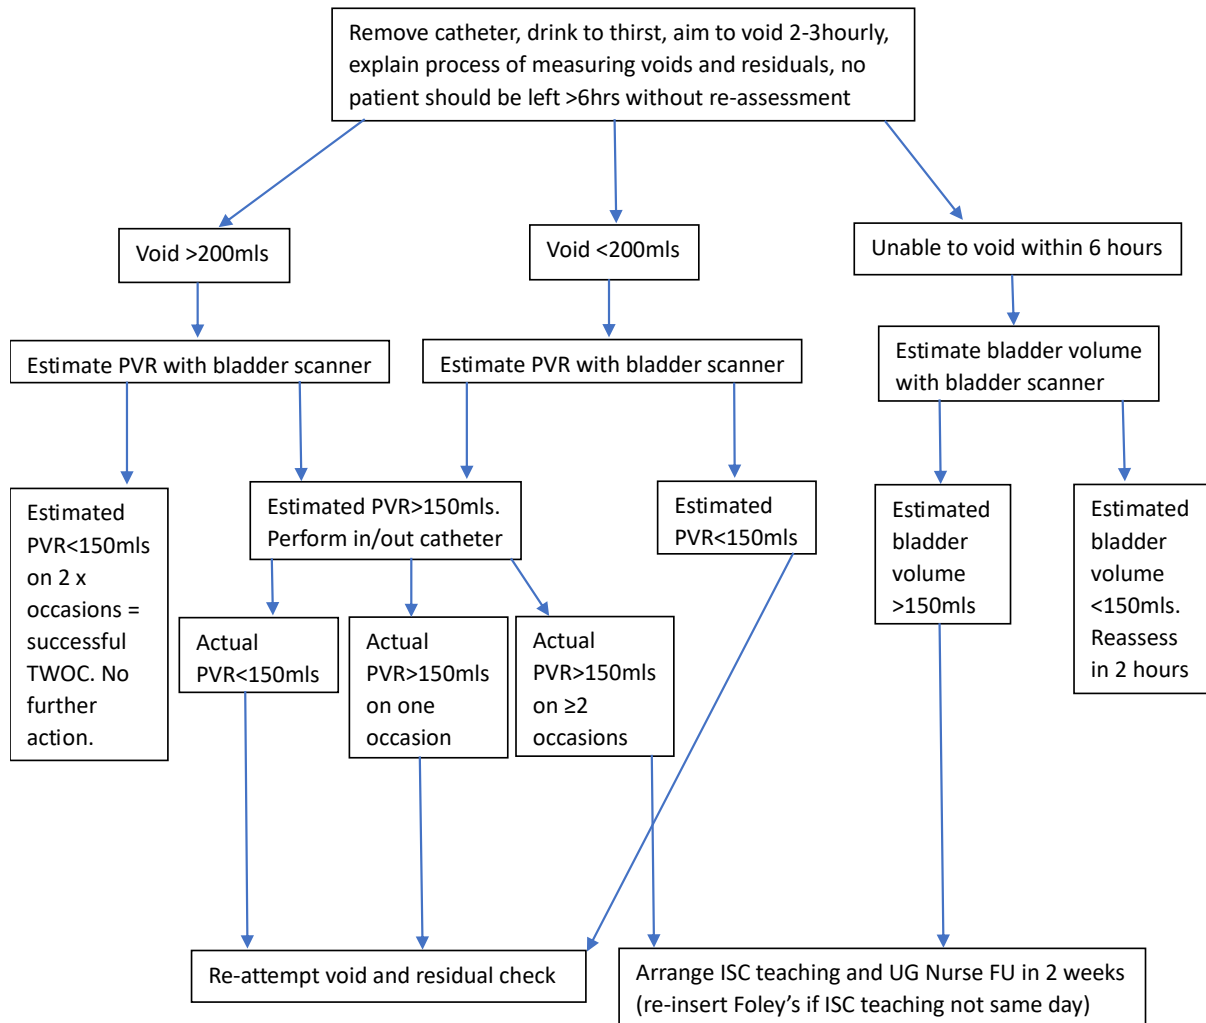 Remove catheter, drink to thirst, aim to void 2-3hourly,
explain process of measuring voids and residuals, no
patient should be left >6hrs without re-assessment
Void >200mls
Void <200mls
Unable to void within 6 hours
Estimate PVR with bladder scanner
Estimate PVR with bladder scanner
Estimate bladder volume
with bladder scanner
Estimated
PVR<150mls
on 2 x
occasions =
successful
TWOC. No
further
action.
Estimated PVR>150mls.
Perform in/out catheter
Estimated
PVR<150mls
Estimated
bladder
volume
>150mls
Estimated
bladder
volume
<150mls.
Reassess
in 2 hours
Actual
PVR<150mls
Actual
PVR>150mls
on one
occasion
Actual
PVR>150mls
on ≥2
occasions
Re-attempt void and residual check
Arrange ISC teaching and UG Nurse FU in 2 weeks
(re-insert Foley’s if ISC teaching not same day)